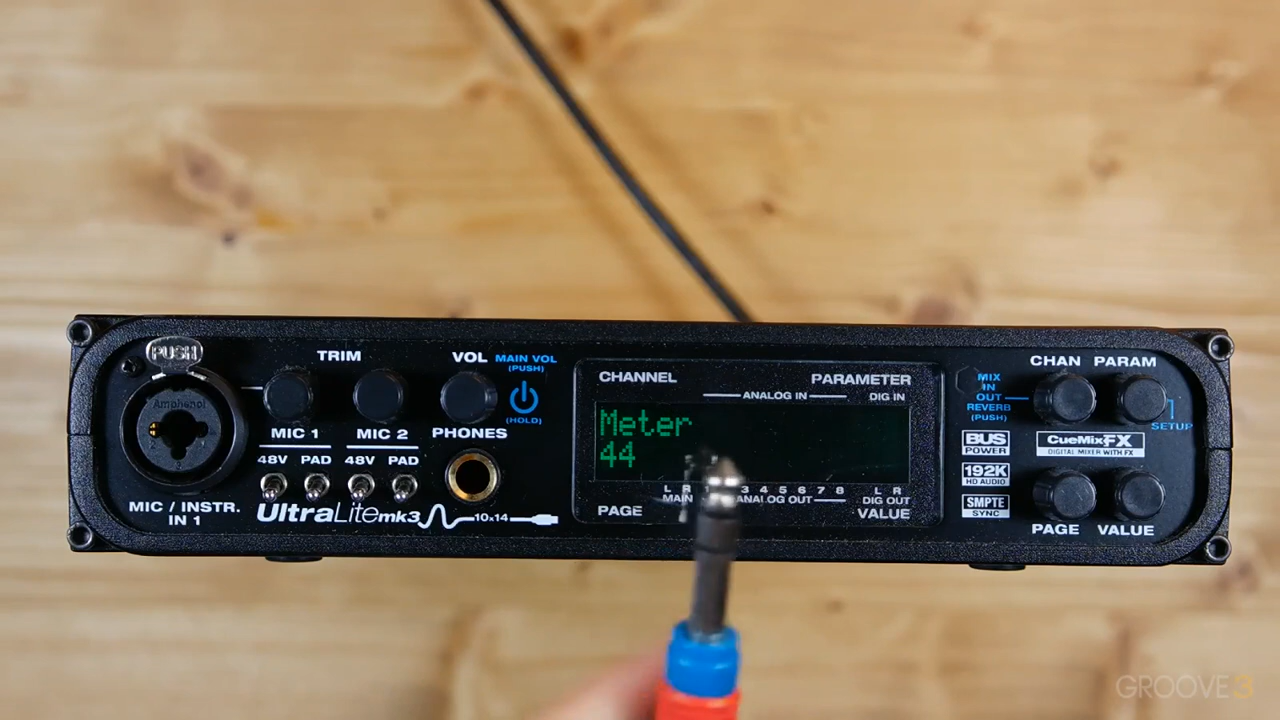 PUSH
Amphenol
MIC / INSTR.
IN 1
TRIM
MIC 1
MIC 2
48V PAD 48V PAD
UltraLite mk3
10x14
VOL
MAIN VOL
(PUSH)
(HOLD)
PHONES
CHANNEL
PARAMETER
ANALOG IN
DIG IN
Meter
44
L R
MAIN
3 4 5 6 7 8
ANALOG OUT
L R
DIG OUT
PAGE
VALUE
MIX
IN
OUT
REVERB
(PUSH)
CHAN PARAM
SETUP
BUS
POWER
192K
HD AUDIO
SMPTE
SYNC
CueMix FX
DIGITAL MIXER WITH FX
PAGE VALUE
GROOVE3